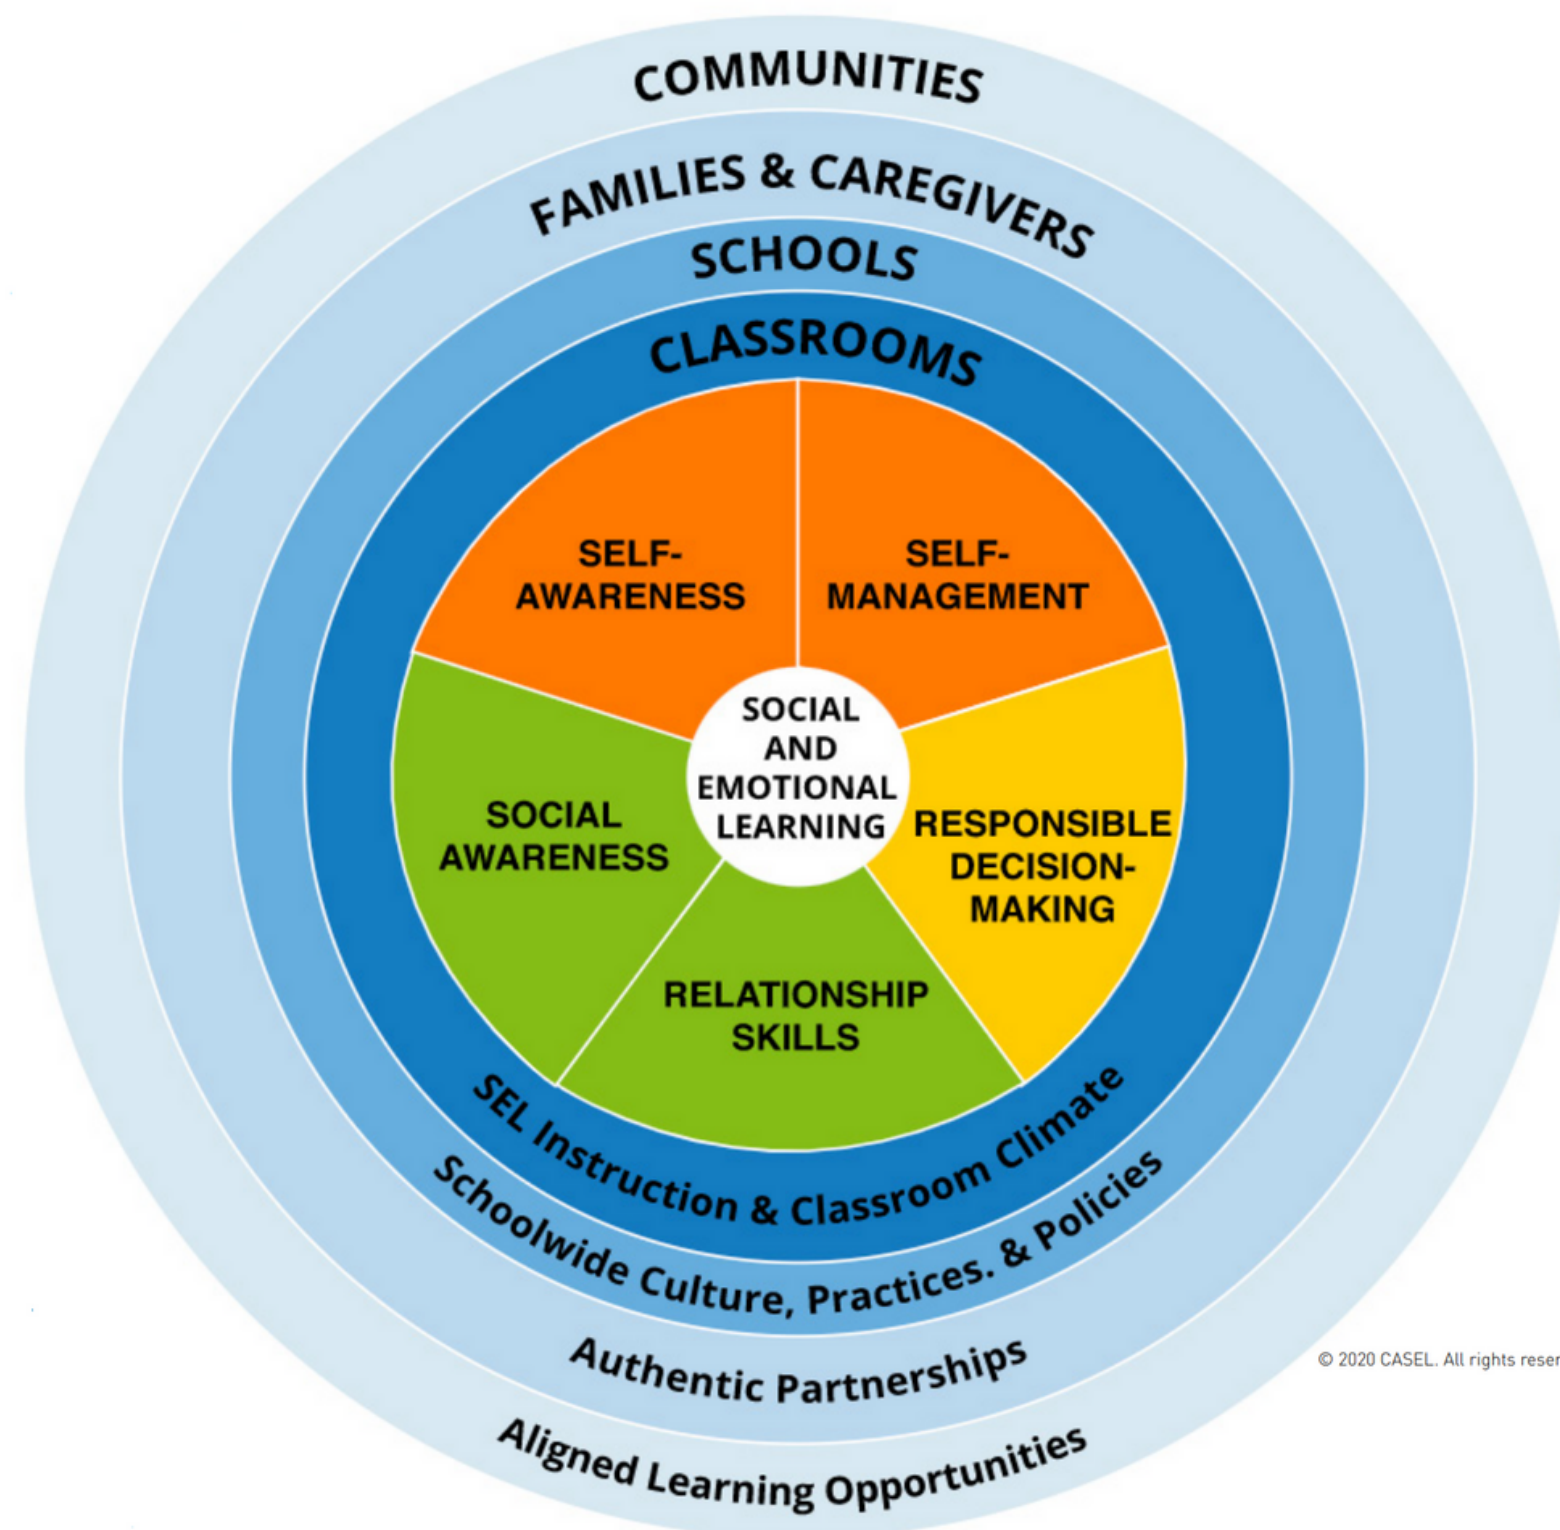 COMMUNITIES
FAMILIES & CAREGIVERS
SCHOOLS
CLASSROOMS
SELF-
AWARENESS
SELF-
MANAGEMENT
SOCIAL
AND
EMOTIONAL
LEARNING
SOCIAL
AWARENESS
RESPONSIBLE
DECISION-
MAKING
RELATIONSHIP
SKILLS
SEL Instruction & Classroom Climate
Schoolwide Culture, Practices. & Policies
Authentic Partnerships
Aligned Learning Opportunities
© 2020 CASEL. All rights reser